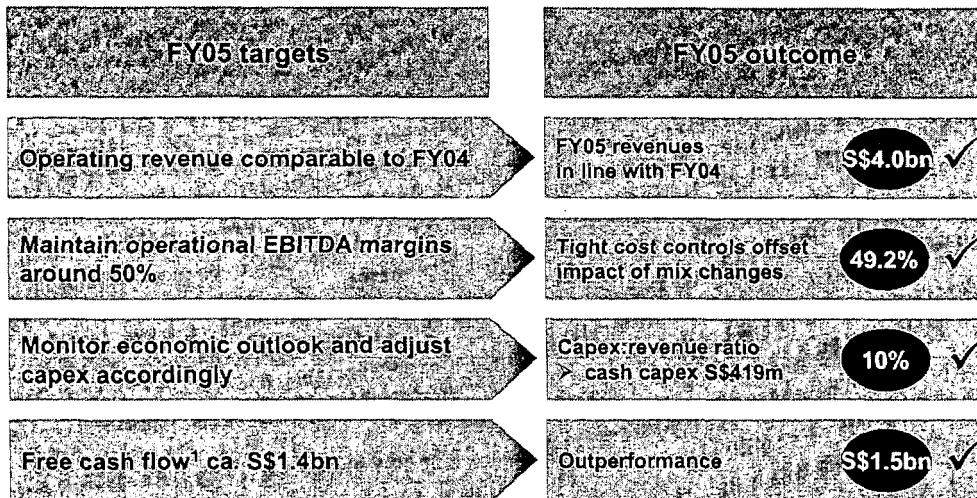 FY05 targets
FY05 outcome
Operating revenue comparable to FY04
FY05 revenues
in line with FY04
S$4.0bn ✓
Maintain operational EBITDA margins
around 50%
Tight cost controls offset
impact of mix changes
49.2% ✓
Monitor economic outlook and adjust
capex accordingly
Capex:revenue ratio
➢ cash capex S$419m
10% ✓
Free cash flow¹ ca. S$1.4bn
Outperformance
S$1.5bn ✓